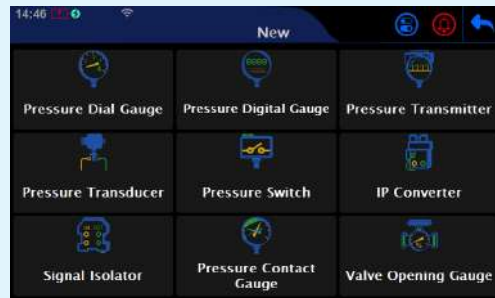 14:46
New
Pressure Dial Gauge
Pressure Digital Gauge
Pressure Transmitter
Pressure Transducer
Pressure Switch
IP Converter
Signal Isolator
Pressure Contact
Gauge
Valve Opening Gauge